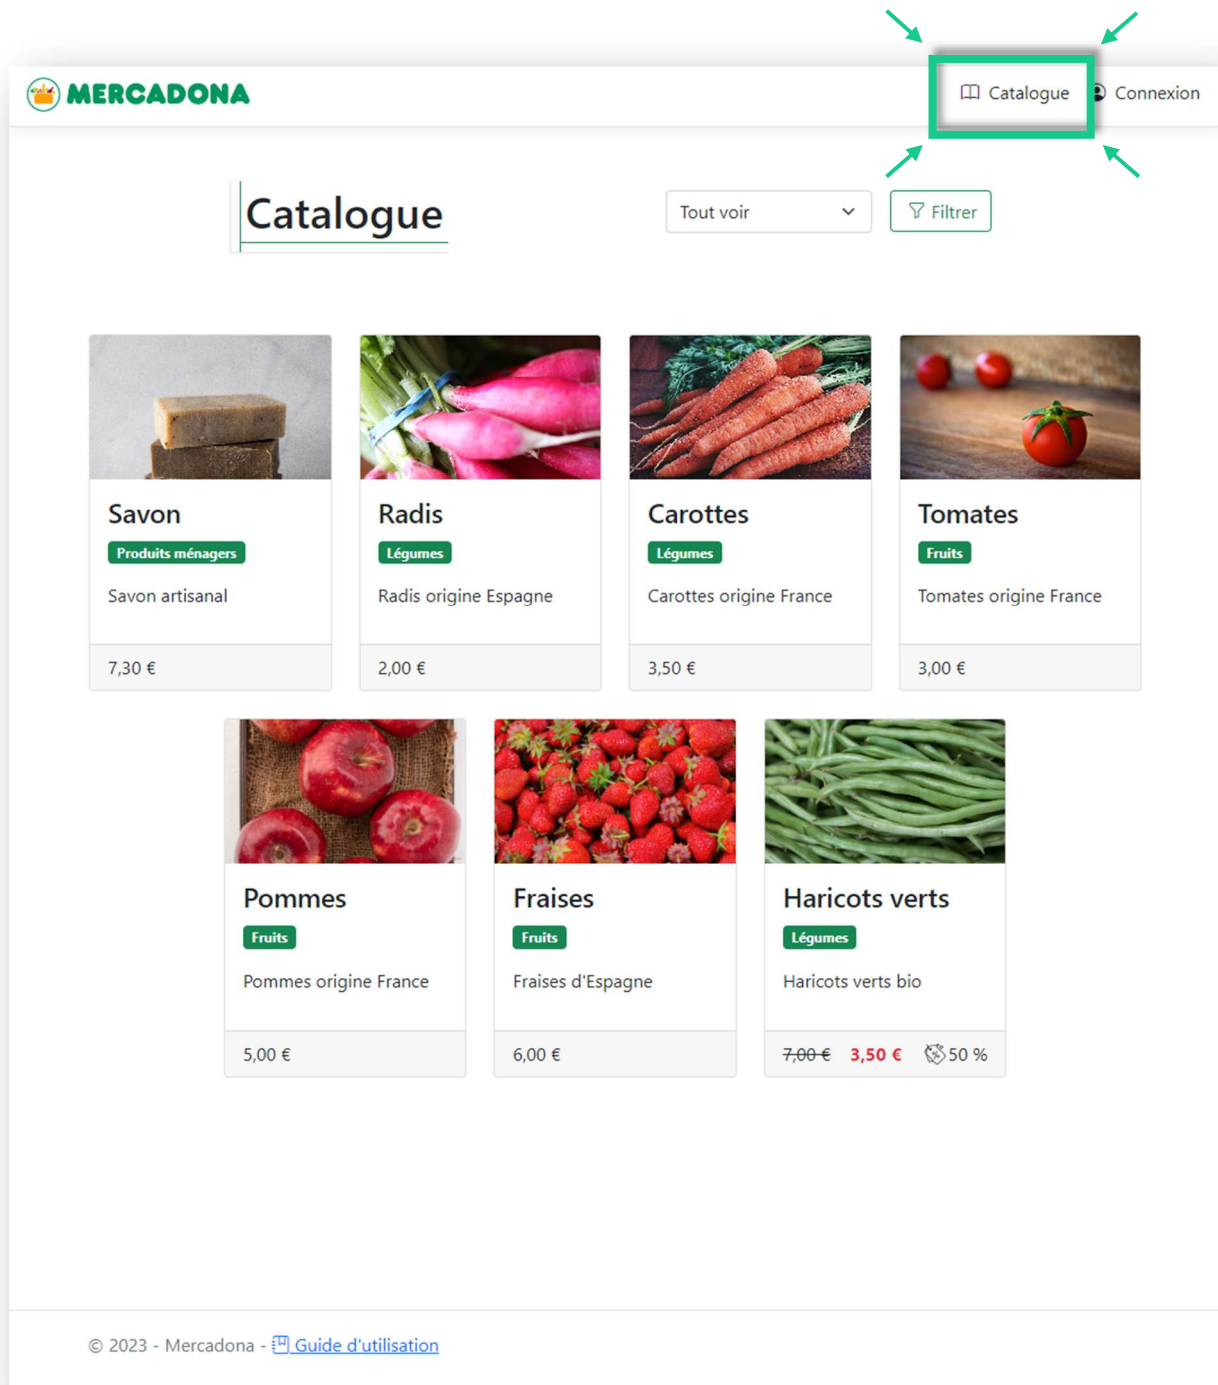 MERCADONA
Catalogue
Connexion
Catalogue
Tout voir
Filtrer
Savon
Produits ménagers
Savon artisanal
7,30 €
Radis
Légumes
Radis origine Espagne
2,00 €
Carottes
Légumes
Carottes origine France
3,50 €
Tomates
Fruits
Tomates origine France
3,00 €
Pommes
Fruits
Pommes origine France
5,00 €
Fraises
Fruits
Fraises d'Espagne
6,00 €
Haricots verts
Légumes
Haricots verts bio
7,00 € 3,50 € 50 %
© 2023 - Mercadona - Guide d'utilisation